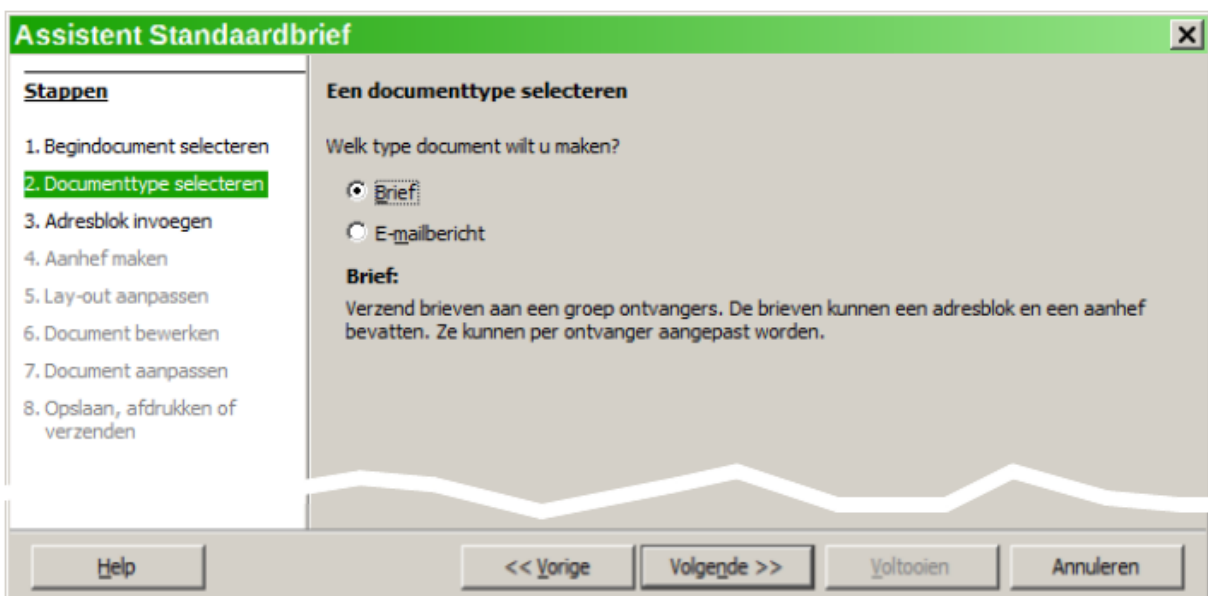 Assistent Standaardbrief
Stappen
1. Begindocument selecteren
2. Documenttype selecteren
3. Adresblok invoegen
4. Aanhef maken
5. Lay-out aanpassen
6. Document bewerken
7. Document aanpassen
8. Opslaan, afdrukken of
verzenden
Een documenttype selecteren
Welk type document wilt u maken?
Brief
E-mailbericht
Brief:
Verzend brieven aan een groep ontvangers. De brieven kunnen een adresblok en een aanhef
bevatten. Ze kunnen per ontvanger aangepast worden.
Help
<< Vorige
Volgende >>
Voltooien
Annuleren